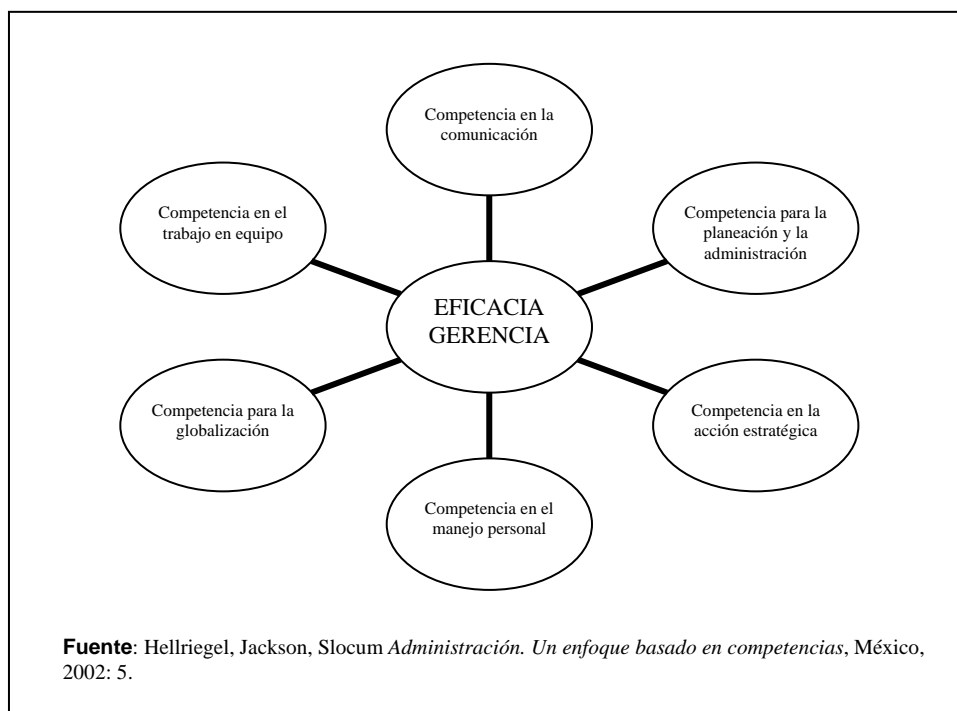 Competencia en la
comunicación
Competencia en el
trabajo en equipo
Competencia para la
planeación y la
administración
EFICACIA
GERENCIA
Competencia para la
globalización
Competencia en la
acción estratégica
Competencia en el
manejo personal
Fuente: Hellriegel, Jackson, Slocum Administración. Un enfoque basado en competencias, México,
2002: 5.